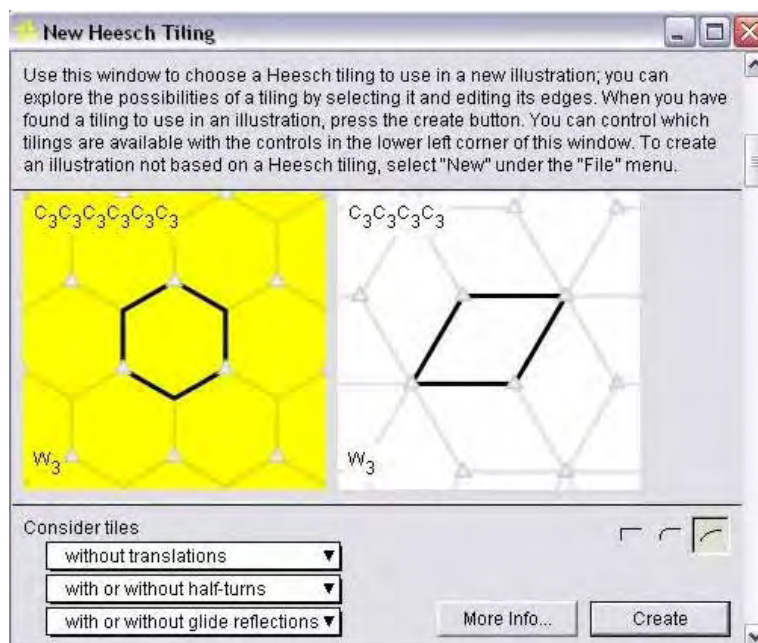 New Heesch Tiling
Use this window to choose a Heesch tiling to use in a new illustration; you can
explore the possibilities of a tiling by selecting it and editing its edges. When you have
found a tiling to use in an illustration, press the create button. You can control which
tilings are available with the controls in the lower left corner of this window. To create
an illustration not based on a Heesch tiling, select "New" under the "File" menu.
C₃C₃C₃C₃C₃C₃
W₃
C₃C₃C₃C₃
W₃
Consider tiles
without translations
with or without half-turns
with or without glide reflections
More Info...
Create